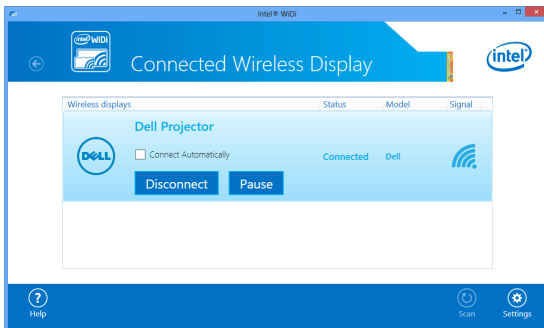 Intel® WiDi
intel WiDi
Connected Wireless Display
intel
Wireless displays Status Model Signal
Dell Projector
DELL
Connect Automatically
Connected Dell
Disconnect Pause
?
Help Scan Settings